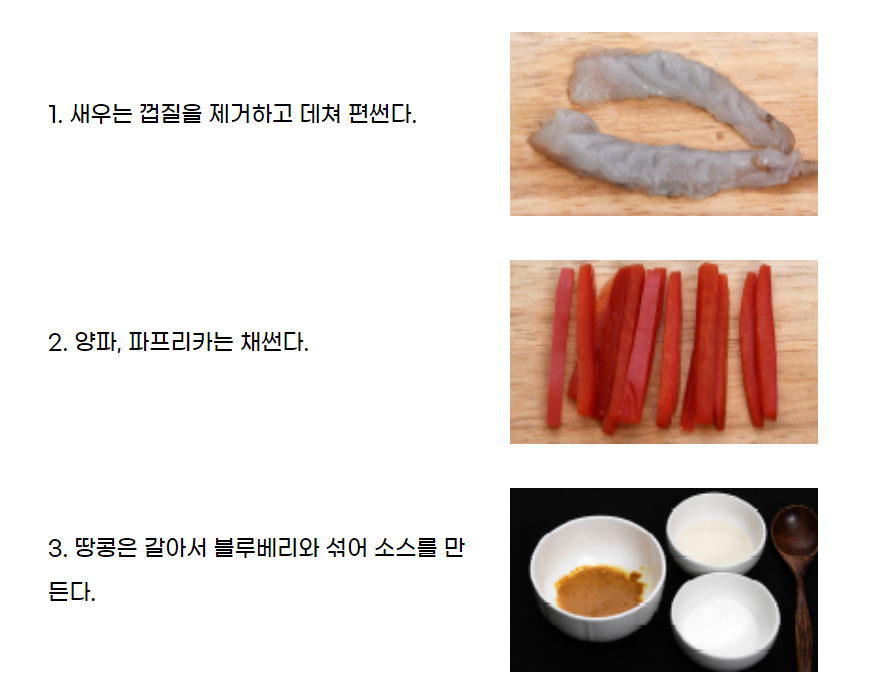 1. 새우는 껍질을 제거하고 데쳐 편썬다.
2. 양파, 파프리카는 채썬다.
3. 땅콩은 갈아서 블루베리와 섞어 소스를 만
든다.